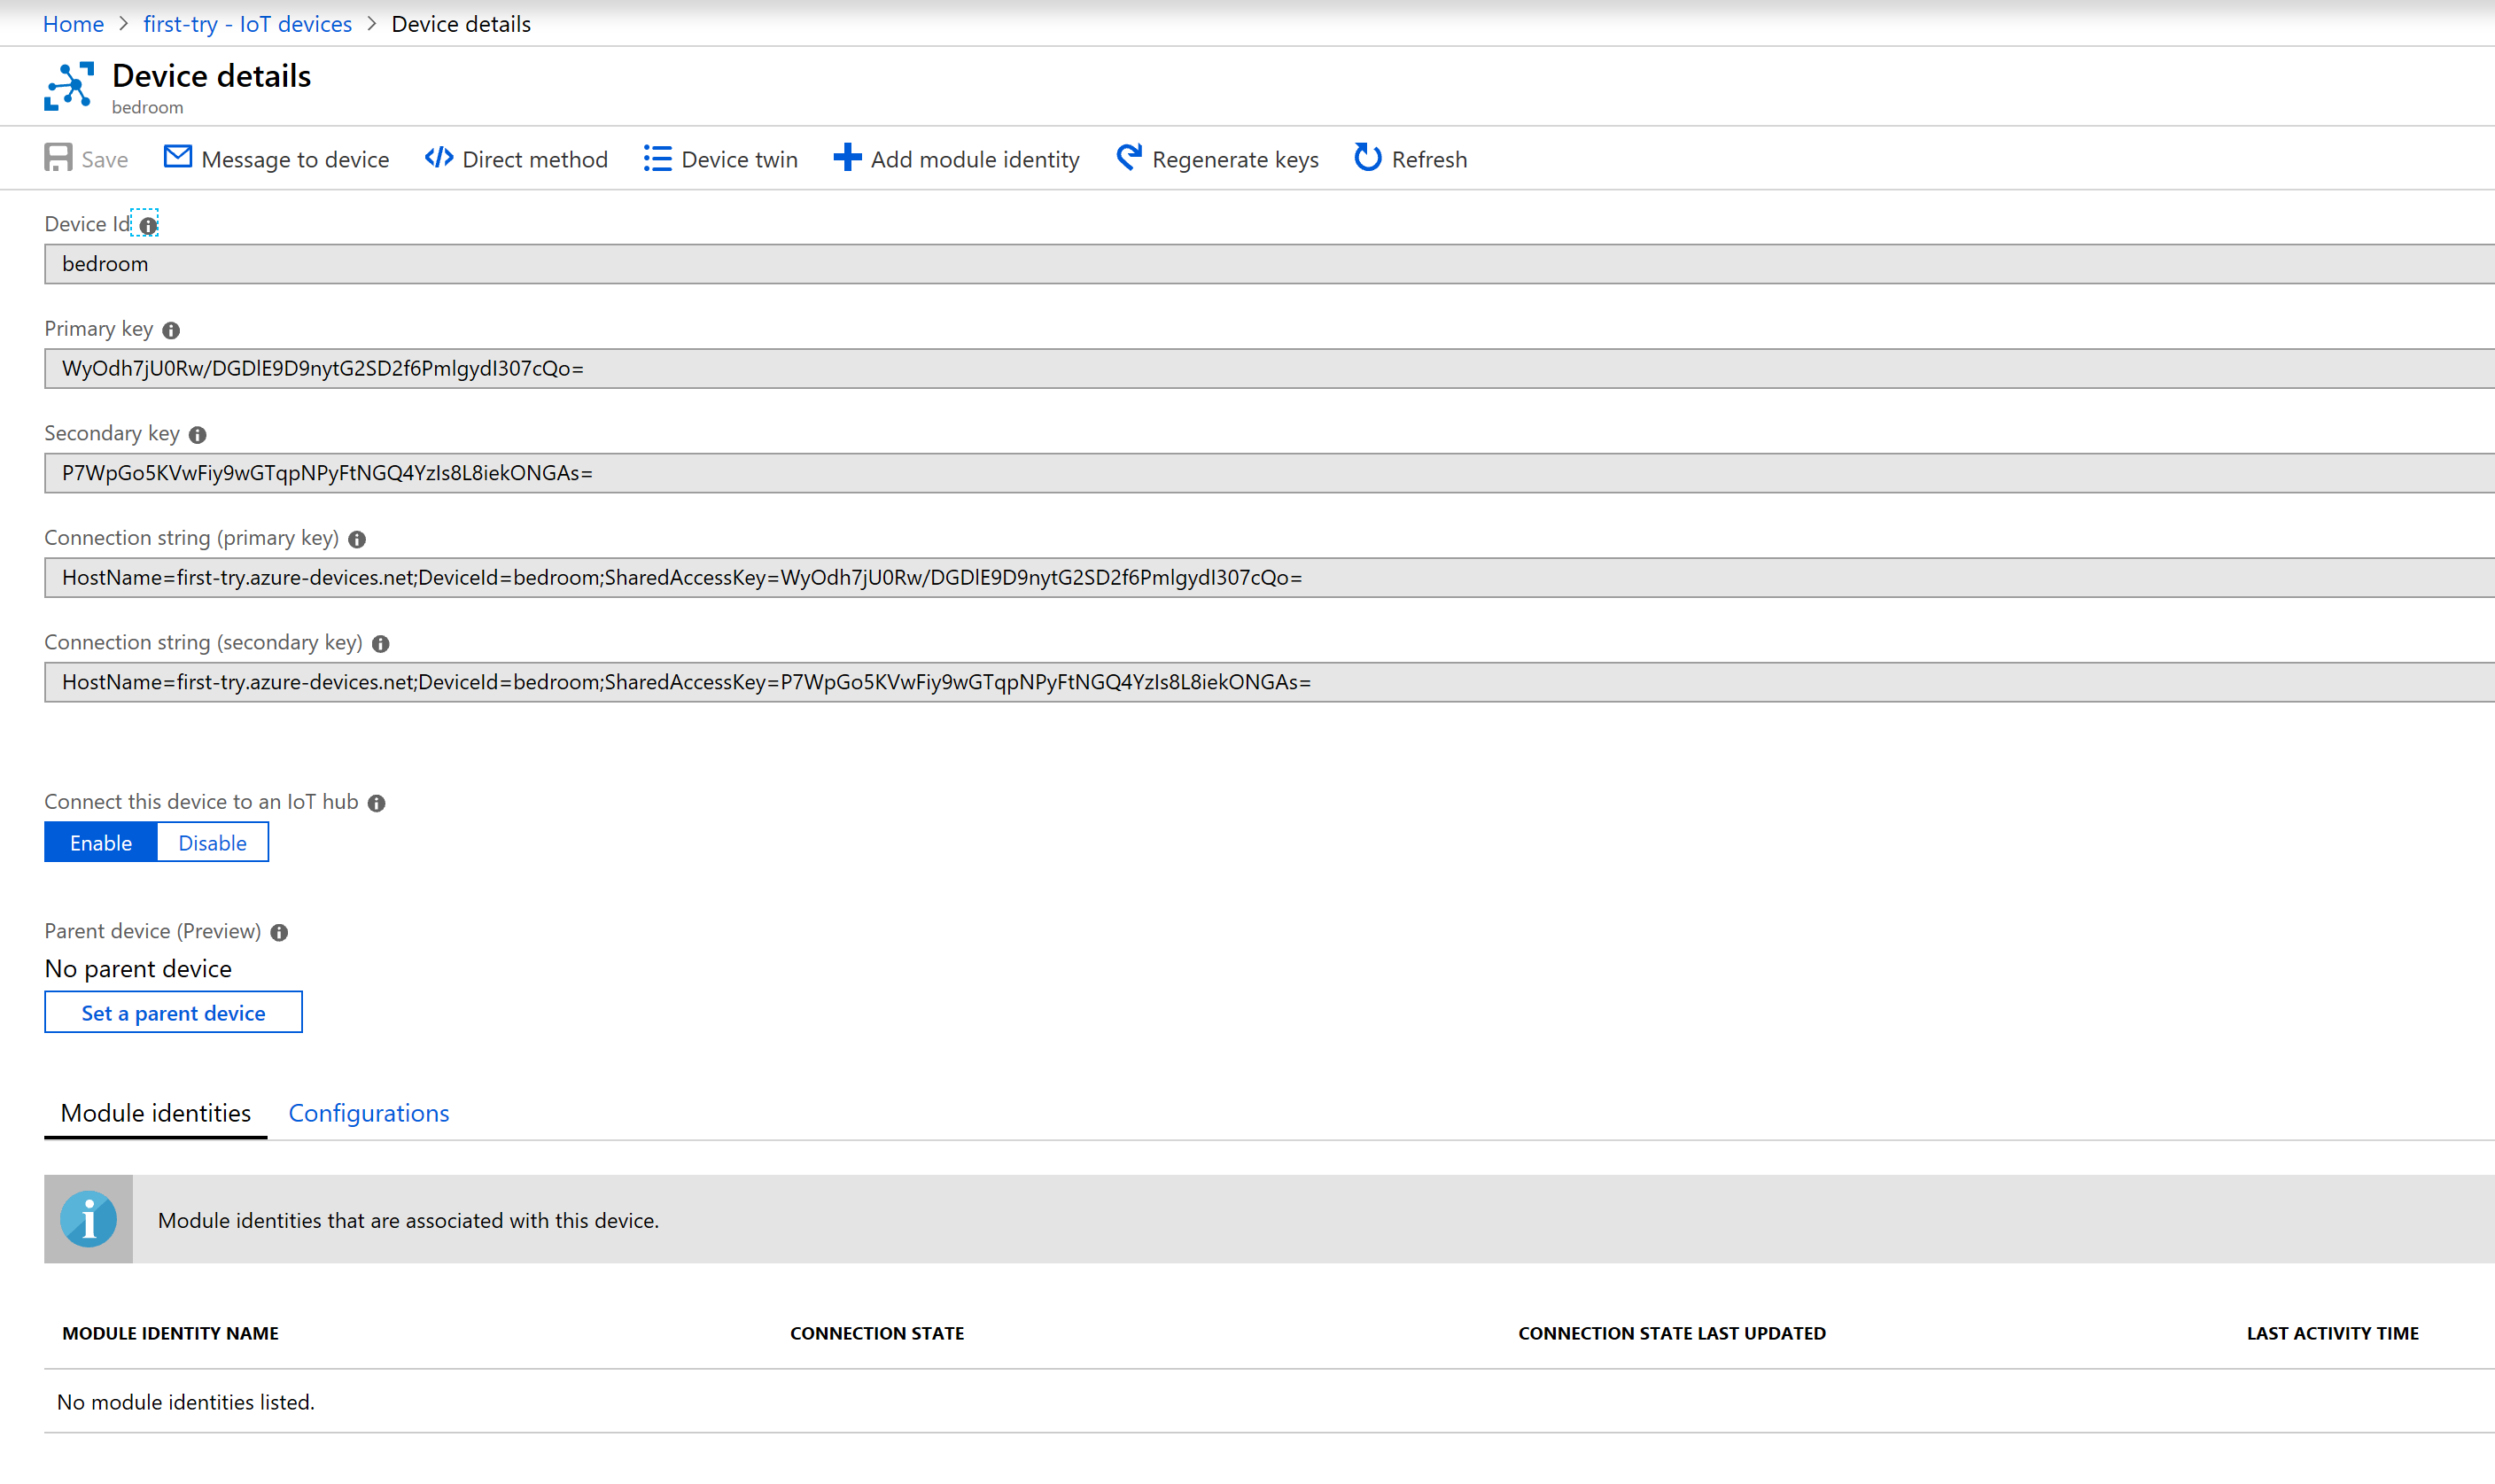 Home > first-try - IoT devices > Device details
Device details
bedroom
Save Message to device Direct method Device twin Add module identity Regenerate keys Refresh
Device Id
bedroom
Primary key
WyOdh7jU0Rw/DGDlE9D9nytG2SD2f6PmlgydI307cQo=
Secondary key
P7WpGo5KVwFiy9wGTqpNPyFtNGQ4YzIs8L8iekONGAs=
Connection string (primary key)
HostName=first-try.azure-devices.net;DeviceId=bedroom;SharedAccessKey=WyOdh7jU0Rw/DGDlE9D9nytG2SD2f6PmlgydI307cQo=
Connection string (secondary key)
HostName=first-try.azure-devices.net;DeviceId=bedroom;SharedAccessKey=P7WpGo5KVwFiy9wGTqpNPyFtNGQ4YzIs8L8iekONGAs=
Connect this device to an IoT hub
Enable Disable
Parent device (Preview)
No parent device
Set a parent device
Module identities Configurations
Module identities that are associated with this device.
MODULE IDENTITY NAME CONNECTION STATE CONNECTION STATE LAST UPDATED LAST ACTIVITY TIME
No module identities listed.